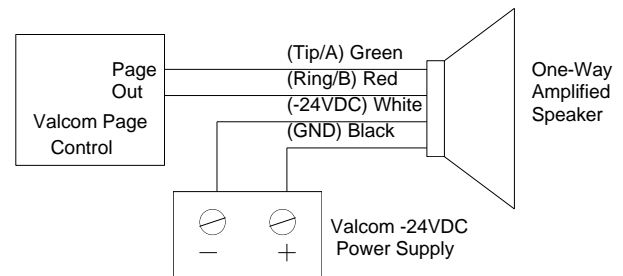 Page
Out
Valcom Page
Control
(Tip/A) Green
(Ring/B) Red
(-24VDC) White
(GND) Black
One-Way
Amplified
Speaker
− +
Valcom -24VDC
Power Supply